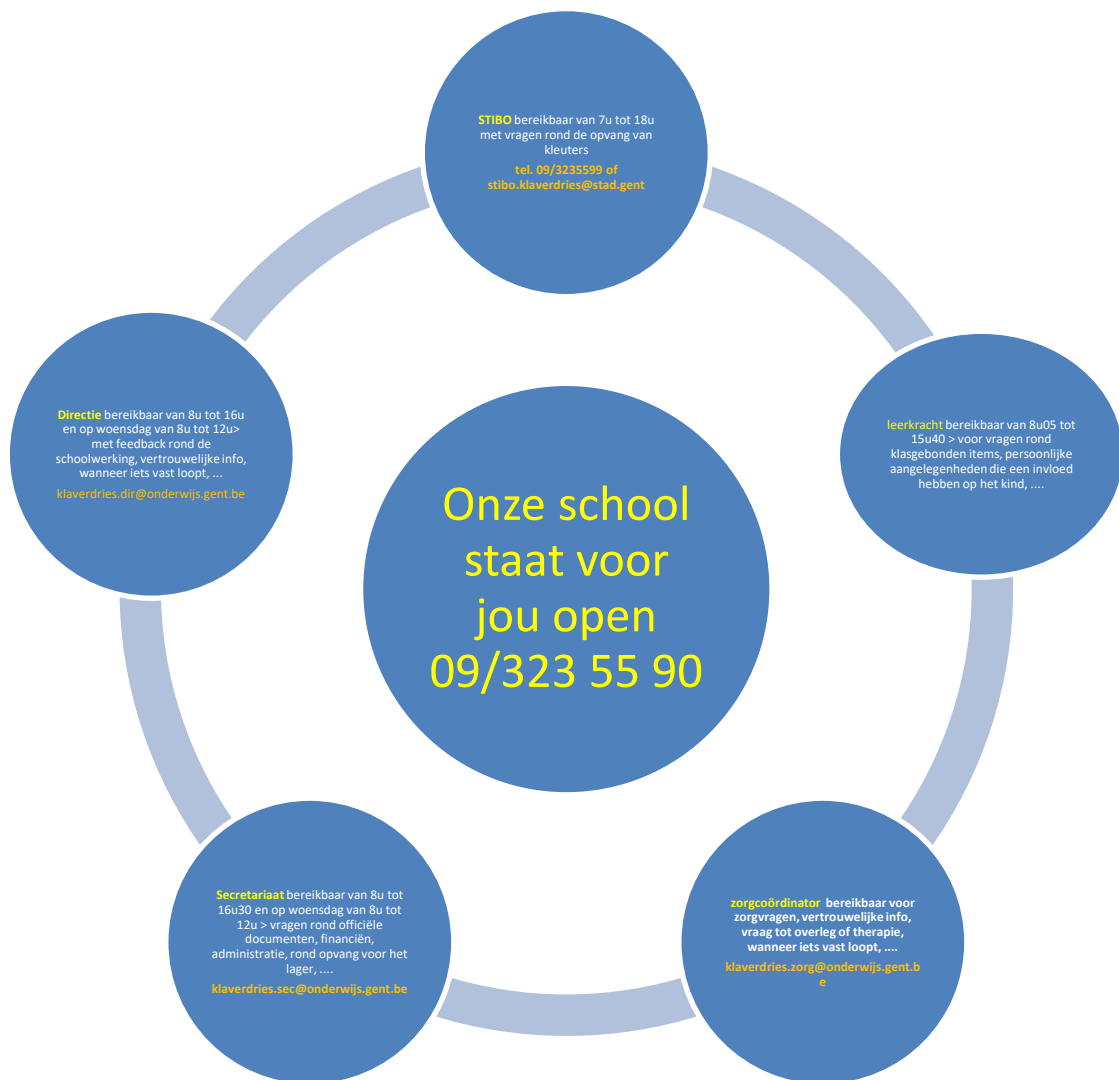 STIBO bereikbaar van 7u tot 18u
met vragen rond de opvang van
kleuters
tel. 09/3235599 of
stibo.klaverdries@stad.gent
Directie bereikbaar van 8u tot 16u
en op woensdag van 8u tot 12u>
met feedback rond de
schoolwerking, vertrouwelijke info,
wanneer iets vast loopt, ...
klaverdries.dir@onderwijs.gent.be
leerkracht bereikbaar van 8u05 tot
15u40 > voor vragen rond
klasgebonden items, persoonlijke
aangelegenheden die een invloed
hebben op het kind, ....
Onze school
staat voor
jou open
09/323 55 90
Secretariaat bereikbaar van 8u tot
16u30 en op woensdag van 8u tot
12u > vragen rond officiële
documenten, financiën,
administratie, rond opvang voor het
lager, ....
klaverdries.sec@onderwijs.gent.be
zorgcoördinator bereikbaar voor
zorgvragen, vertrouwelijke info,
vraag tot overleg of therapie,
wanneer iets vast loopt, ....
klaverdries.zorg@onderwijs.gent.b
e